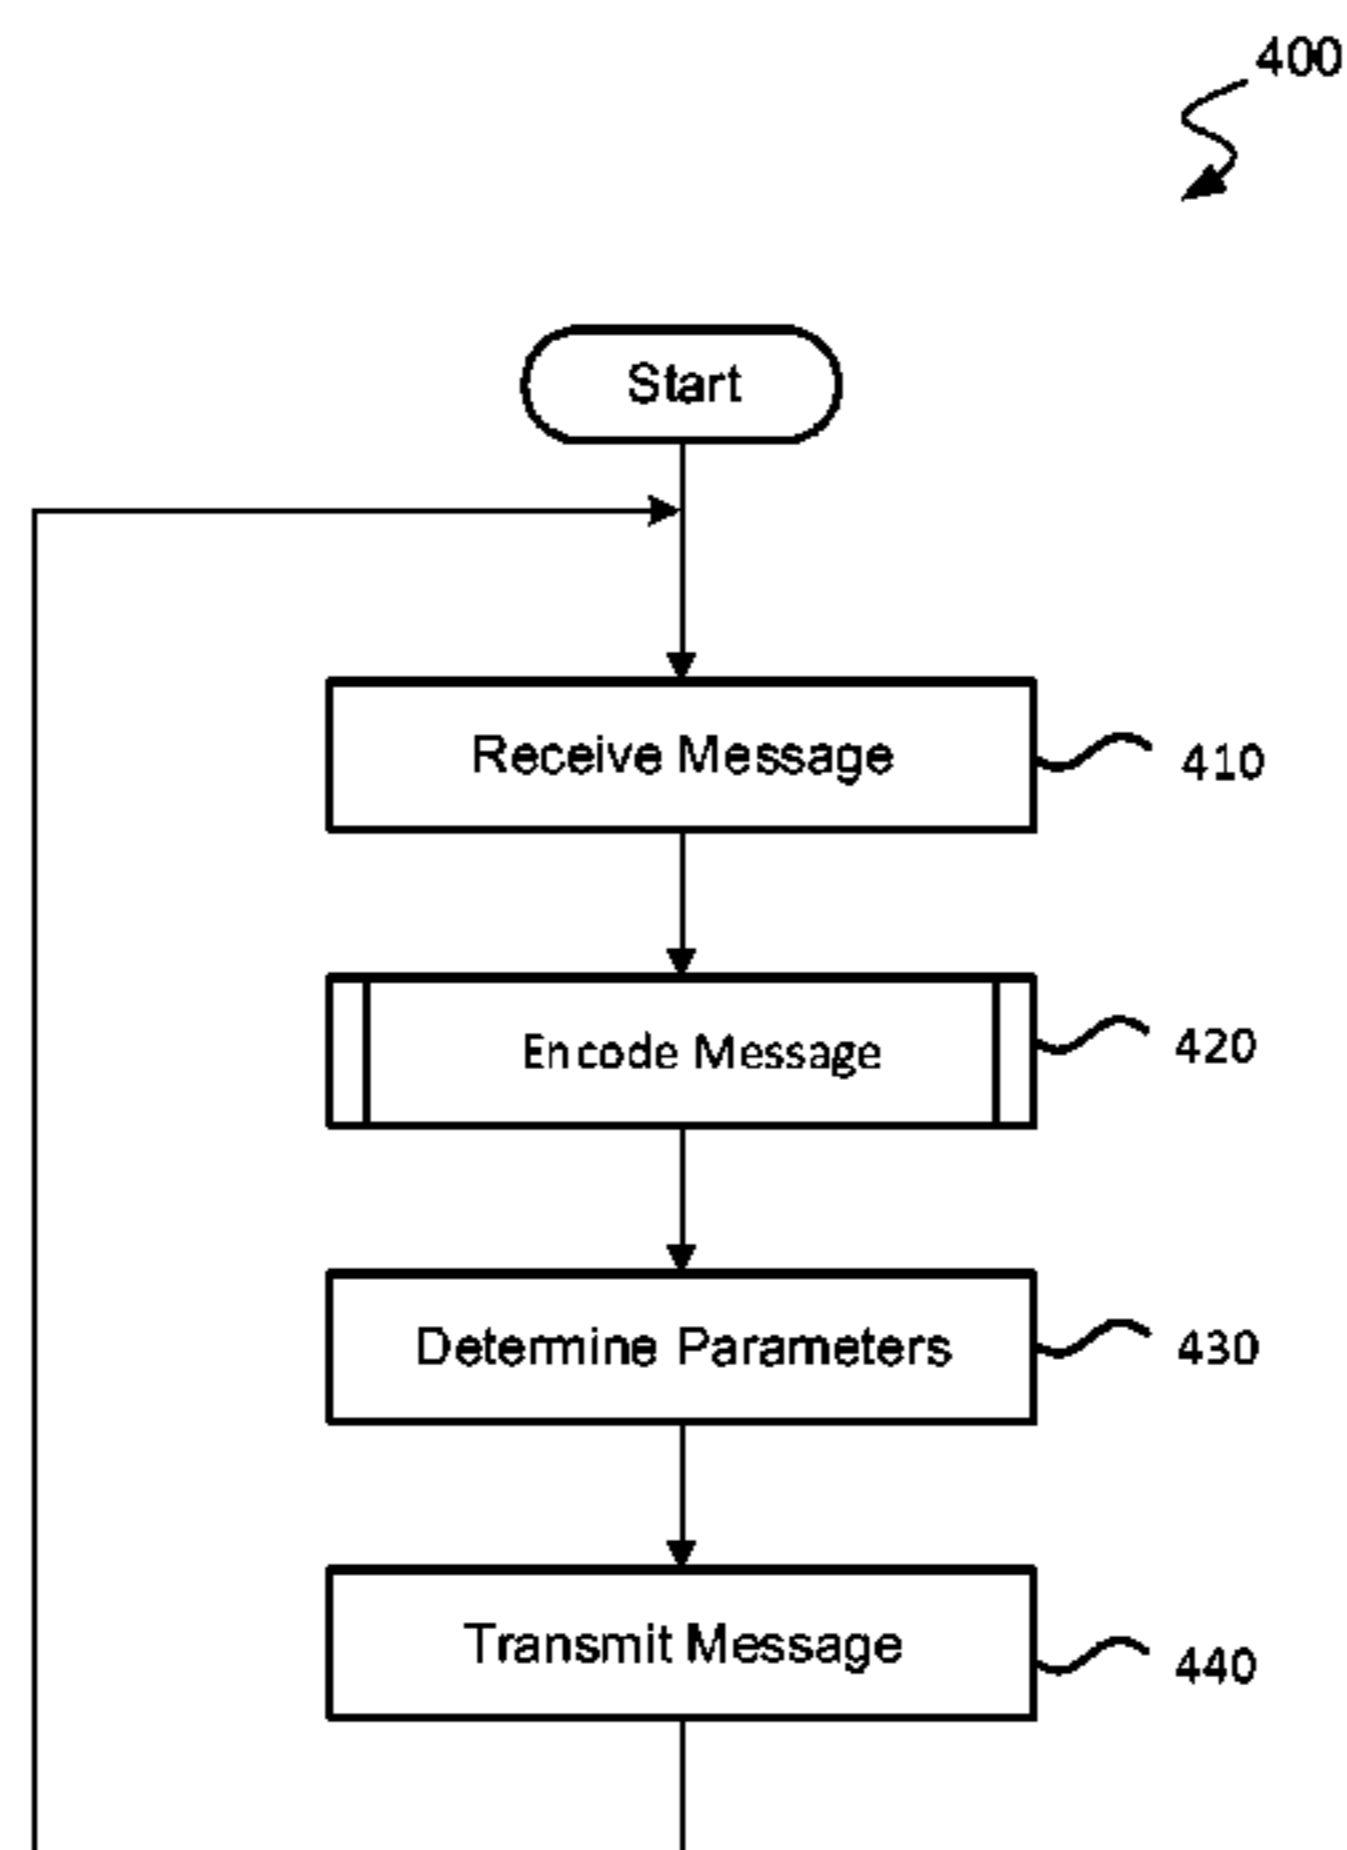 400
Start
Receive Message
410
Encode Message
420
Determine Parameters
430
Transmit Message
440